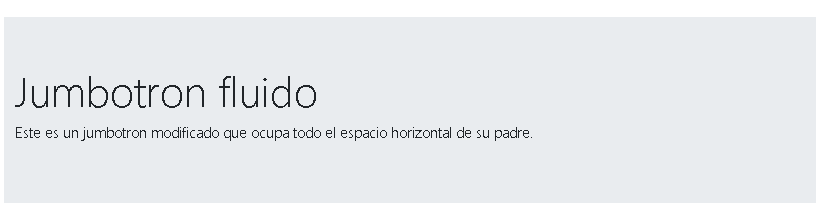 Jumbotron fluido
Este es un jumbotron modificado que ocupa todo el espacio horizontal de su padre.